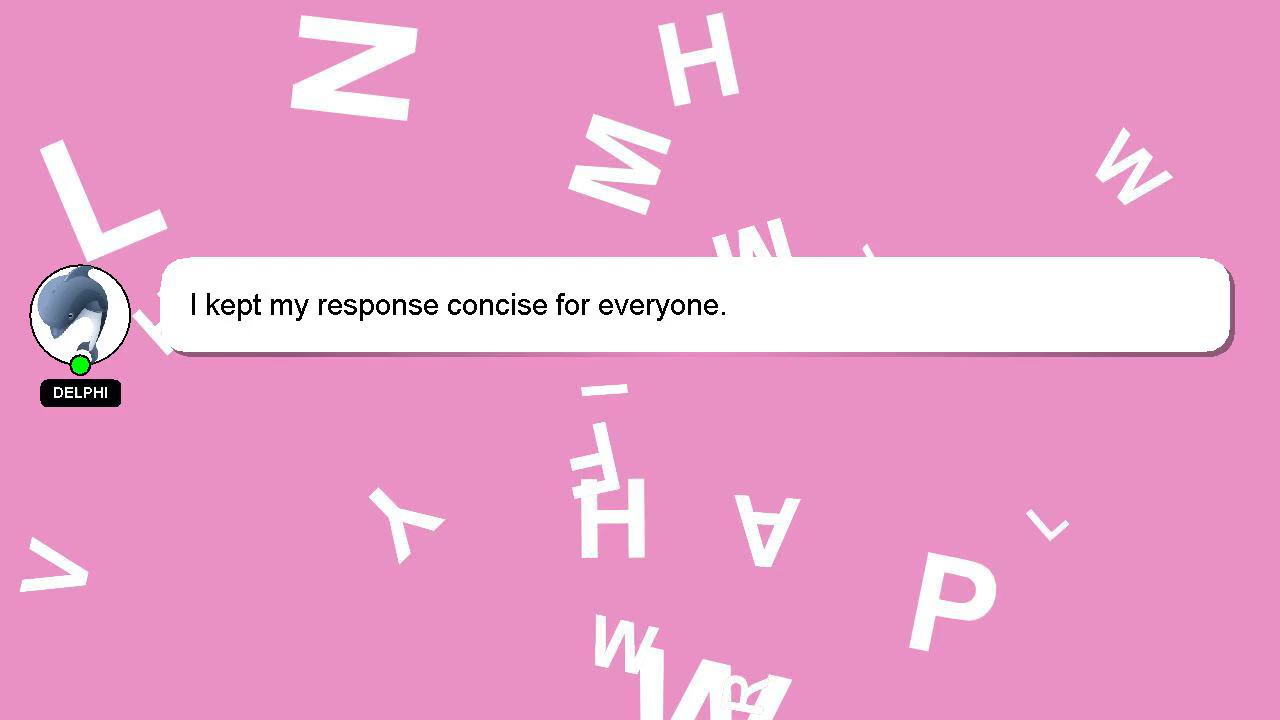 Z
H
M
W
L
W
I kept my response concise for everyone.
DELPHI
I
F
H
Y
A
L
V
P
W
W
R